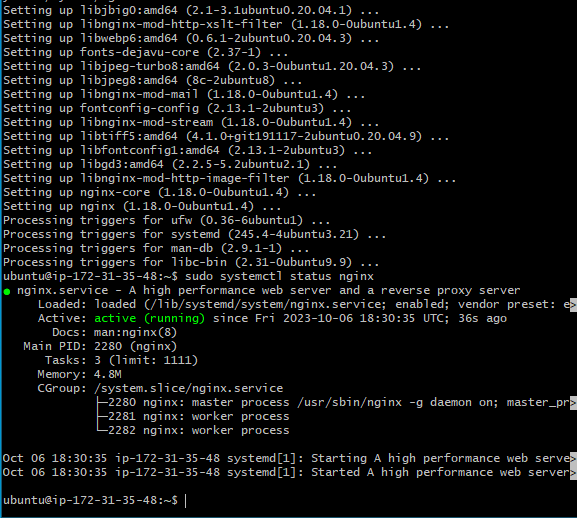 Setting up libjbig0:amd64 (2.1-3.1ubuntu0.20.04.1) ...
Setting up libnginx-mod-http-xslt-filter (1.18.0-0ubuntu1.4) ...
Setting up libwebp6:amd64 (0.6.1-2ubuntu0.20.04.3) ...
Setting up fonts-dejavu-core (2.37-1) ...
Setting up libjpeg-turbo8:amd64 (2.0.3-0ubuntu1.20.04.3) ...
Setting up libjpeg8:amd64 (8c-2ubuntu8) ...
Setting up libnginx-mod-mail (1.18.0-0ubuntu1.4) ...
Setting up fontconfig-config (2.13.1-2ubuntu3) ...
Setting up libnginx-mod-stream (1.18.0-0ubuntu1.4) ...
Setting up libtiff5:amd64 (4.1.0+git191117-2ubuntu0.20.04.9) ...
Setting up libfontconfig1:amd64 (2.13.1-2ubuntu3) ...
Setting up libgd3:amd64 (2.2.5-5.2ubuntu2.1) ...
Setting up libnginx-mod-http-image-filter (1.18.0-0ubuntu1.4) ...
Setting up nginx-core (1.18.0-0ubuntu1.4) ...
Setting up nginx (1.18.0-0ubuntu1.4) ...
Processing triggers for ufw (0.36-6ubuntu1) ...
Processing triggers for systemd (245.4-4ubuntu3.21) ...
Processing triggers for man-db (2.9.1-1) ...
Processing triggers for libc-bin (2.31-0ubuntu9.9) ...
ubuntu@ip-172-31-35-48:~$ sudo systemctl status nginx
● nginx.service - A high performance web server and a reverse proxy server
Loaded: loaded (/lib/systemd/system/nginx.service; enabled; vendor preset: e>
Active: active (running) since Fri 2023-10-06 18:30:35 UTC; 36s ago
Docs: man:nginx(8)
Main PID: 2280 (nginx)
Tasks: 3 (limit: 1111)
Memory: 4.8M
CGroup: /system.slice/nginx.service
├─2280 nginx: master process /usr/sbin/nginx -g daemon on; master_pr>
├─2281 nginx: worker process
└─2282 nginx: worker process
Oct 06 18:30:35 ip-172-31-35-48 systemd[1]: Starting A high performance web serve>
Oct 06 18:30:35 ip-172-31-35-48 systemd[1]: Started A high performance web server>
ubuntu@ip-172-31-35-48:~$